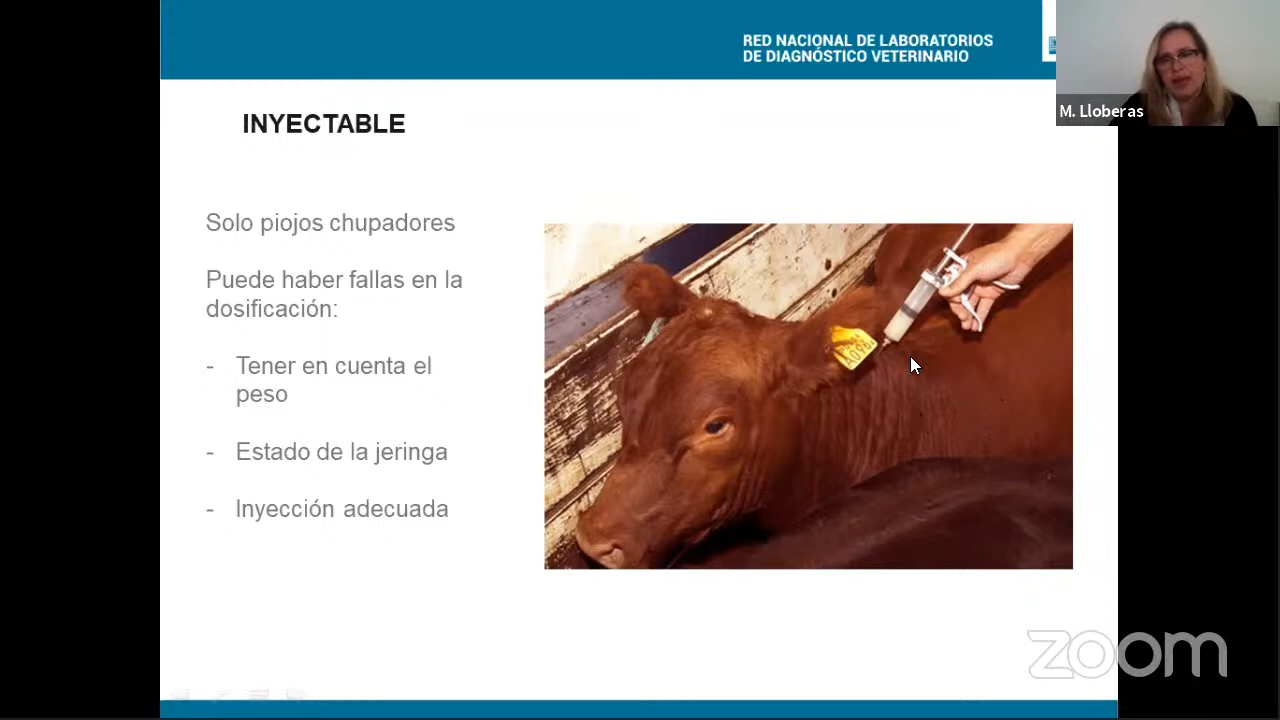 RED NACIONAL DE LABORATORIOS
DE DIAGNÓSTICO VETERINARIO
M. Lloberas
INYECTABLE
Solo piojos chupadores
Puede haber fallas en la
dosificación:
- Tener en cuenta el
peso
- Estado de la jeringa
- Inyección adecuada
zoom